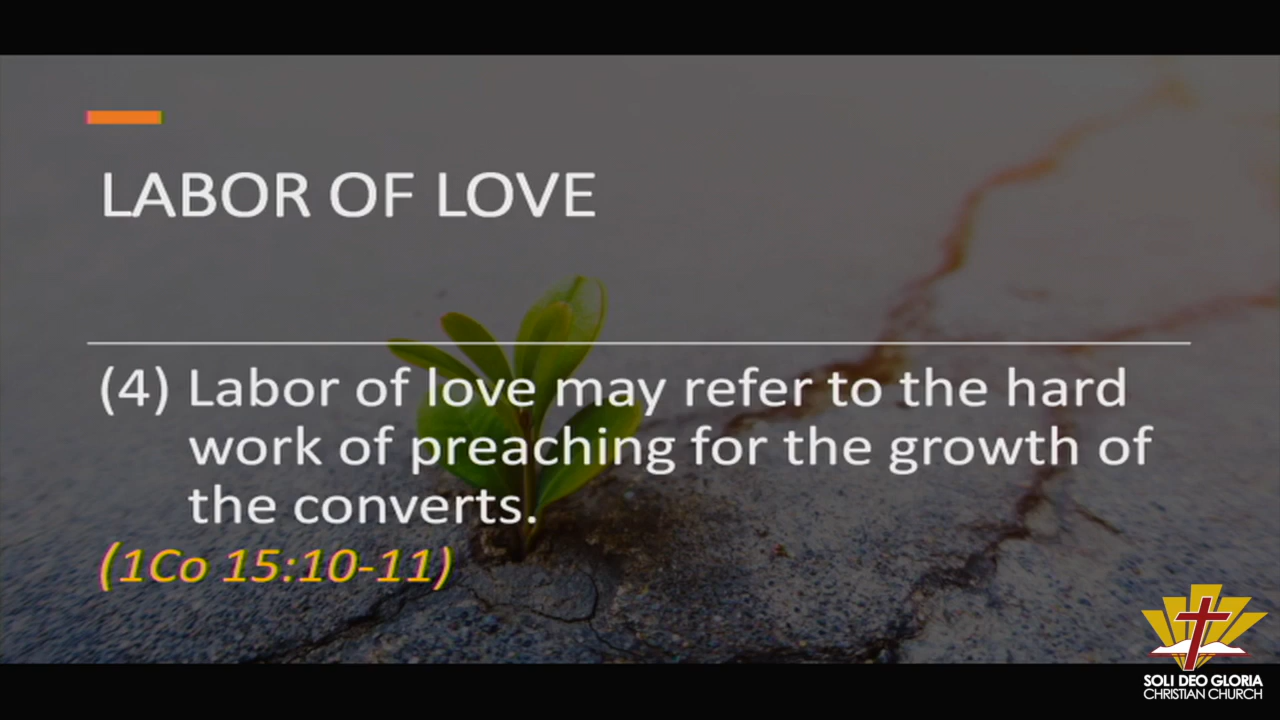 LABOR OF LOVE
(4) Labor of love may refer to the hard
work of preaching for the growth of
the converts.
(1Co 15:10-11)
SOLI DEO GLORIA
CHRISTIAN CHURCH